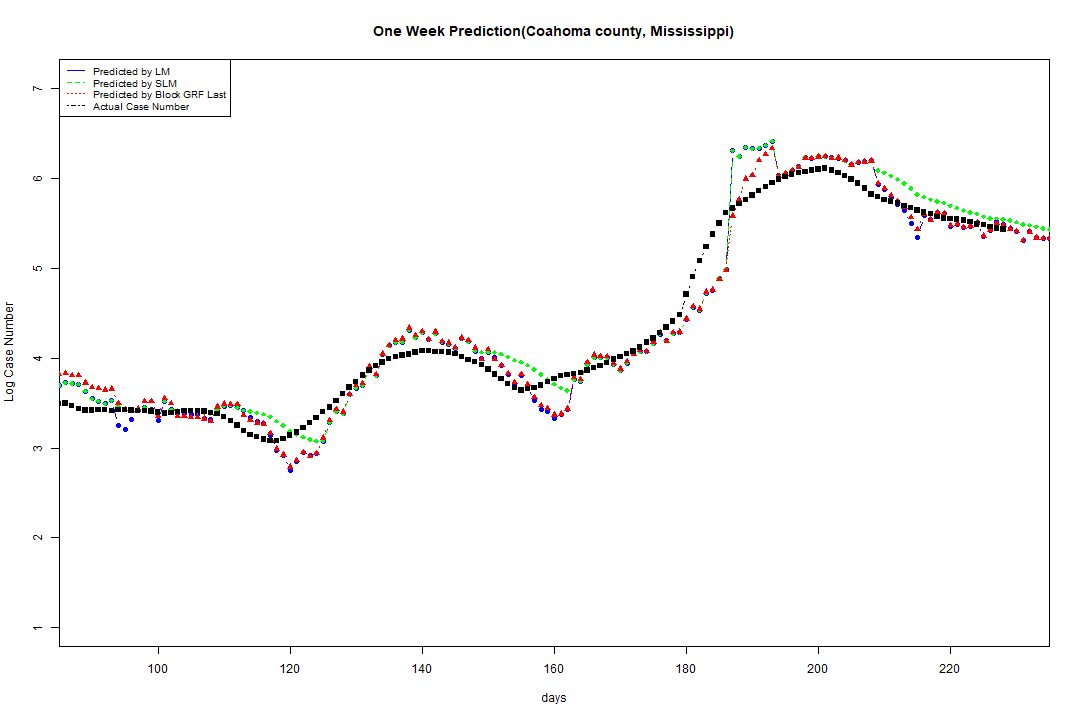 One Week Prediction(Coahoma county, Mississippi)
Predicted by LM
Predicted by SLM
Predicted by Block GRF Last
Actual Case Number
7
6
5
4
3
2
1
Log Case Number
100 120 140 160 180 200 220
days